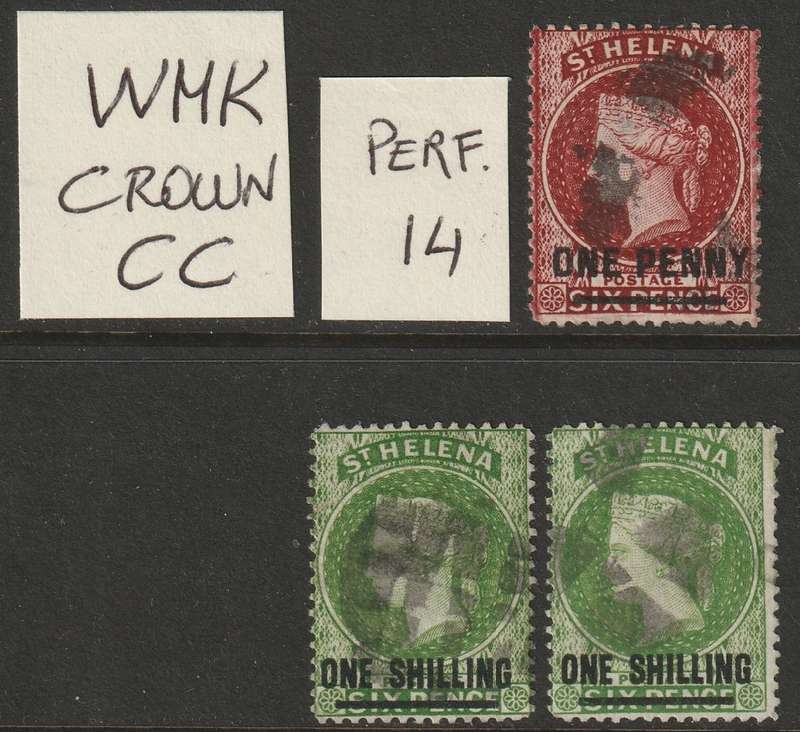 WMK
CROWN
CC
PERF.
14
ST HELENA
ONE PENNY
POSTAGE
SIX PENCE
ST HELENA
ONE SHILLING
SIX PENCE
ST HELENA
ONE SHILLING
SIX PENCE